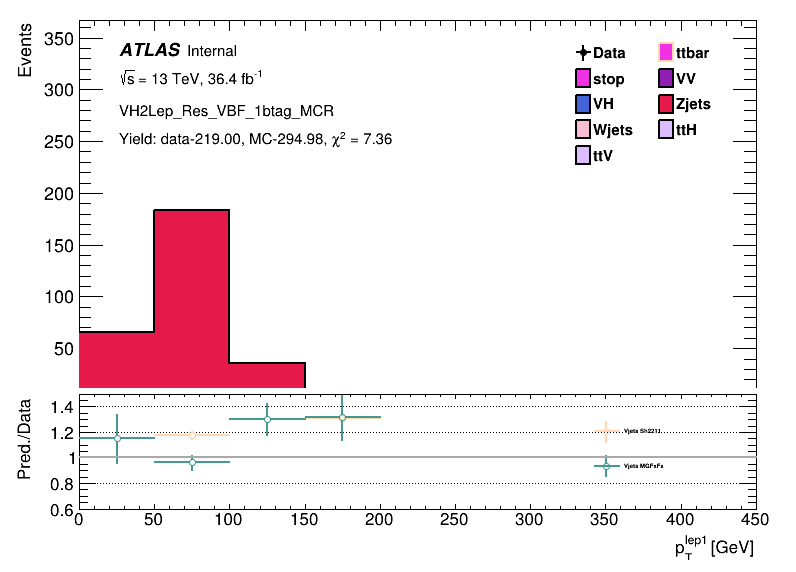 Events
350
300
250
200
150
100
50
ATLAS Internal
√s = 13 TeV, 36.4 fb⁻¹
VH2Lep_Res_VBF_1btag_MCR
Yield: data-219.00, MC-294.98, χ² = 7.36
Data
ttbar
stop
VV
VH
Zjets
Wjets
ttH
ttV
Pred./Data
1.4
1.2
1
0.8
0.6
Vjets Sh2211
Vjets MGFxFx
0 50 100 150 200 250 300 350 400 450
p_T^lep1 [GeV]